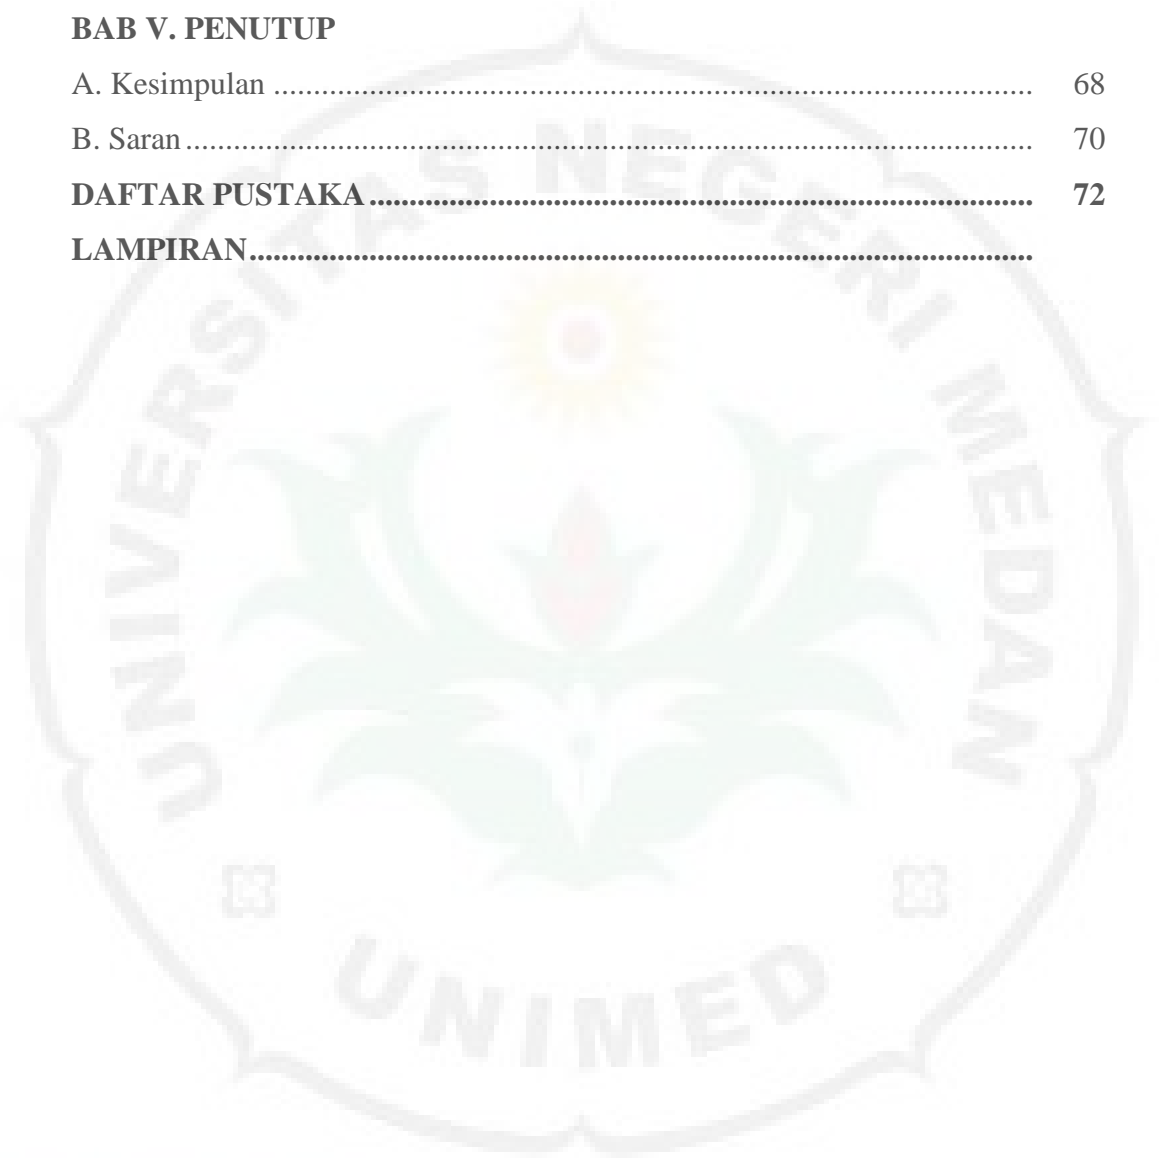 BAB V. PENUTUP
A. Kesimpulan ............................................................................................... 68
B. Saran .......................................................................................................... 70
DAFTAR PUSTAKA ................................................................................... 72
LAMPIRAN..................................................................................................
UNIVERSITAS NEGERI MEDAN
UNIMED